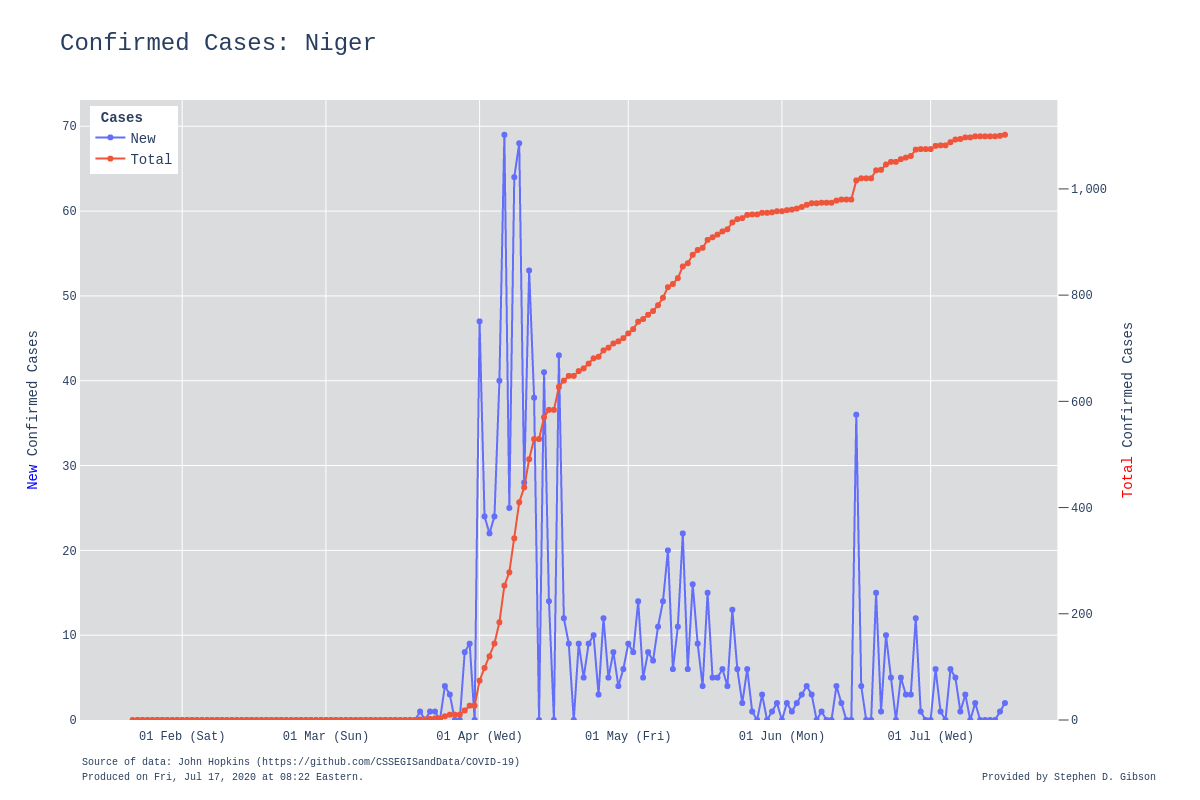 Confirmed Cases: Niger
Cases
New
Total
70
60
50
40
30
20
10
0
1,000
800
600
400
200
0
New Confirmed Cases
Total Confirmed Cases
01 Feb (Sat) 01 Mar (Sun) 01 Apr (Wed) 01 May (Fri) 01 Jun (Mon) 01 Jul (Wed)
Source of data: John Hopkins (https://github.com/CSSEGISandData/COVID-19)
Produced on Fri, Jul 17, 2020 at 08:22 Eastern.
Provided by Stephen D. Gibson